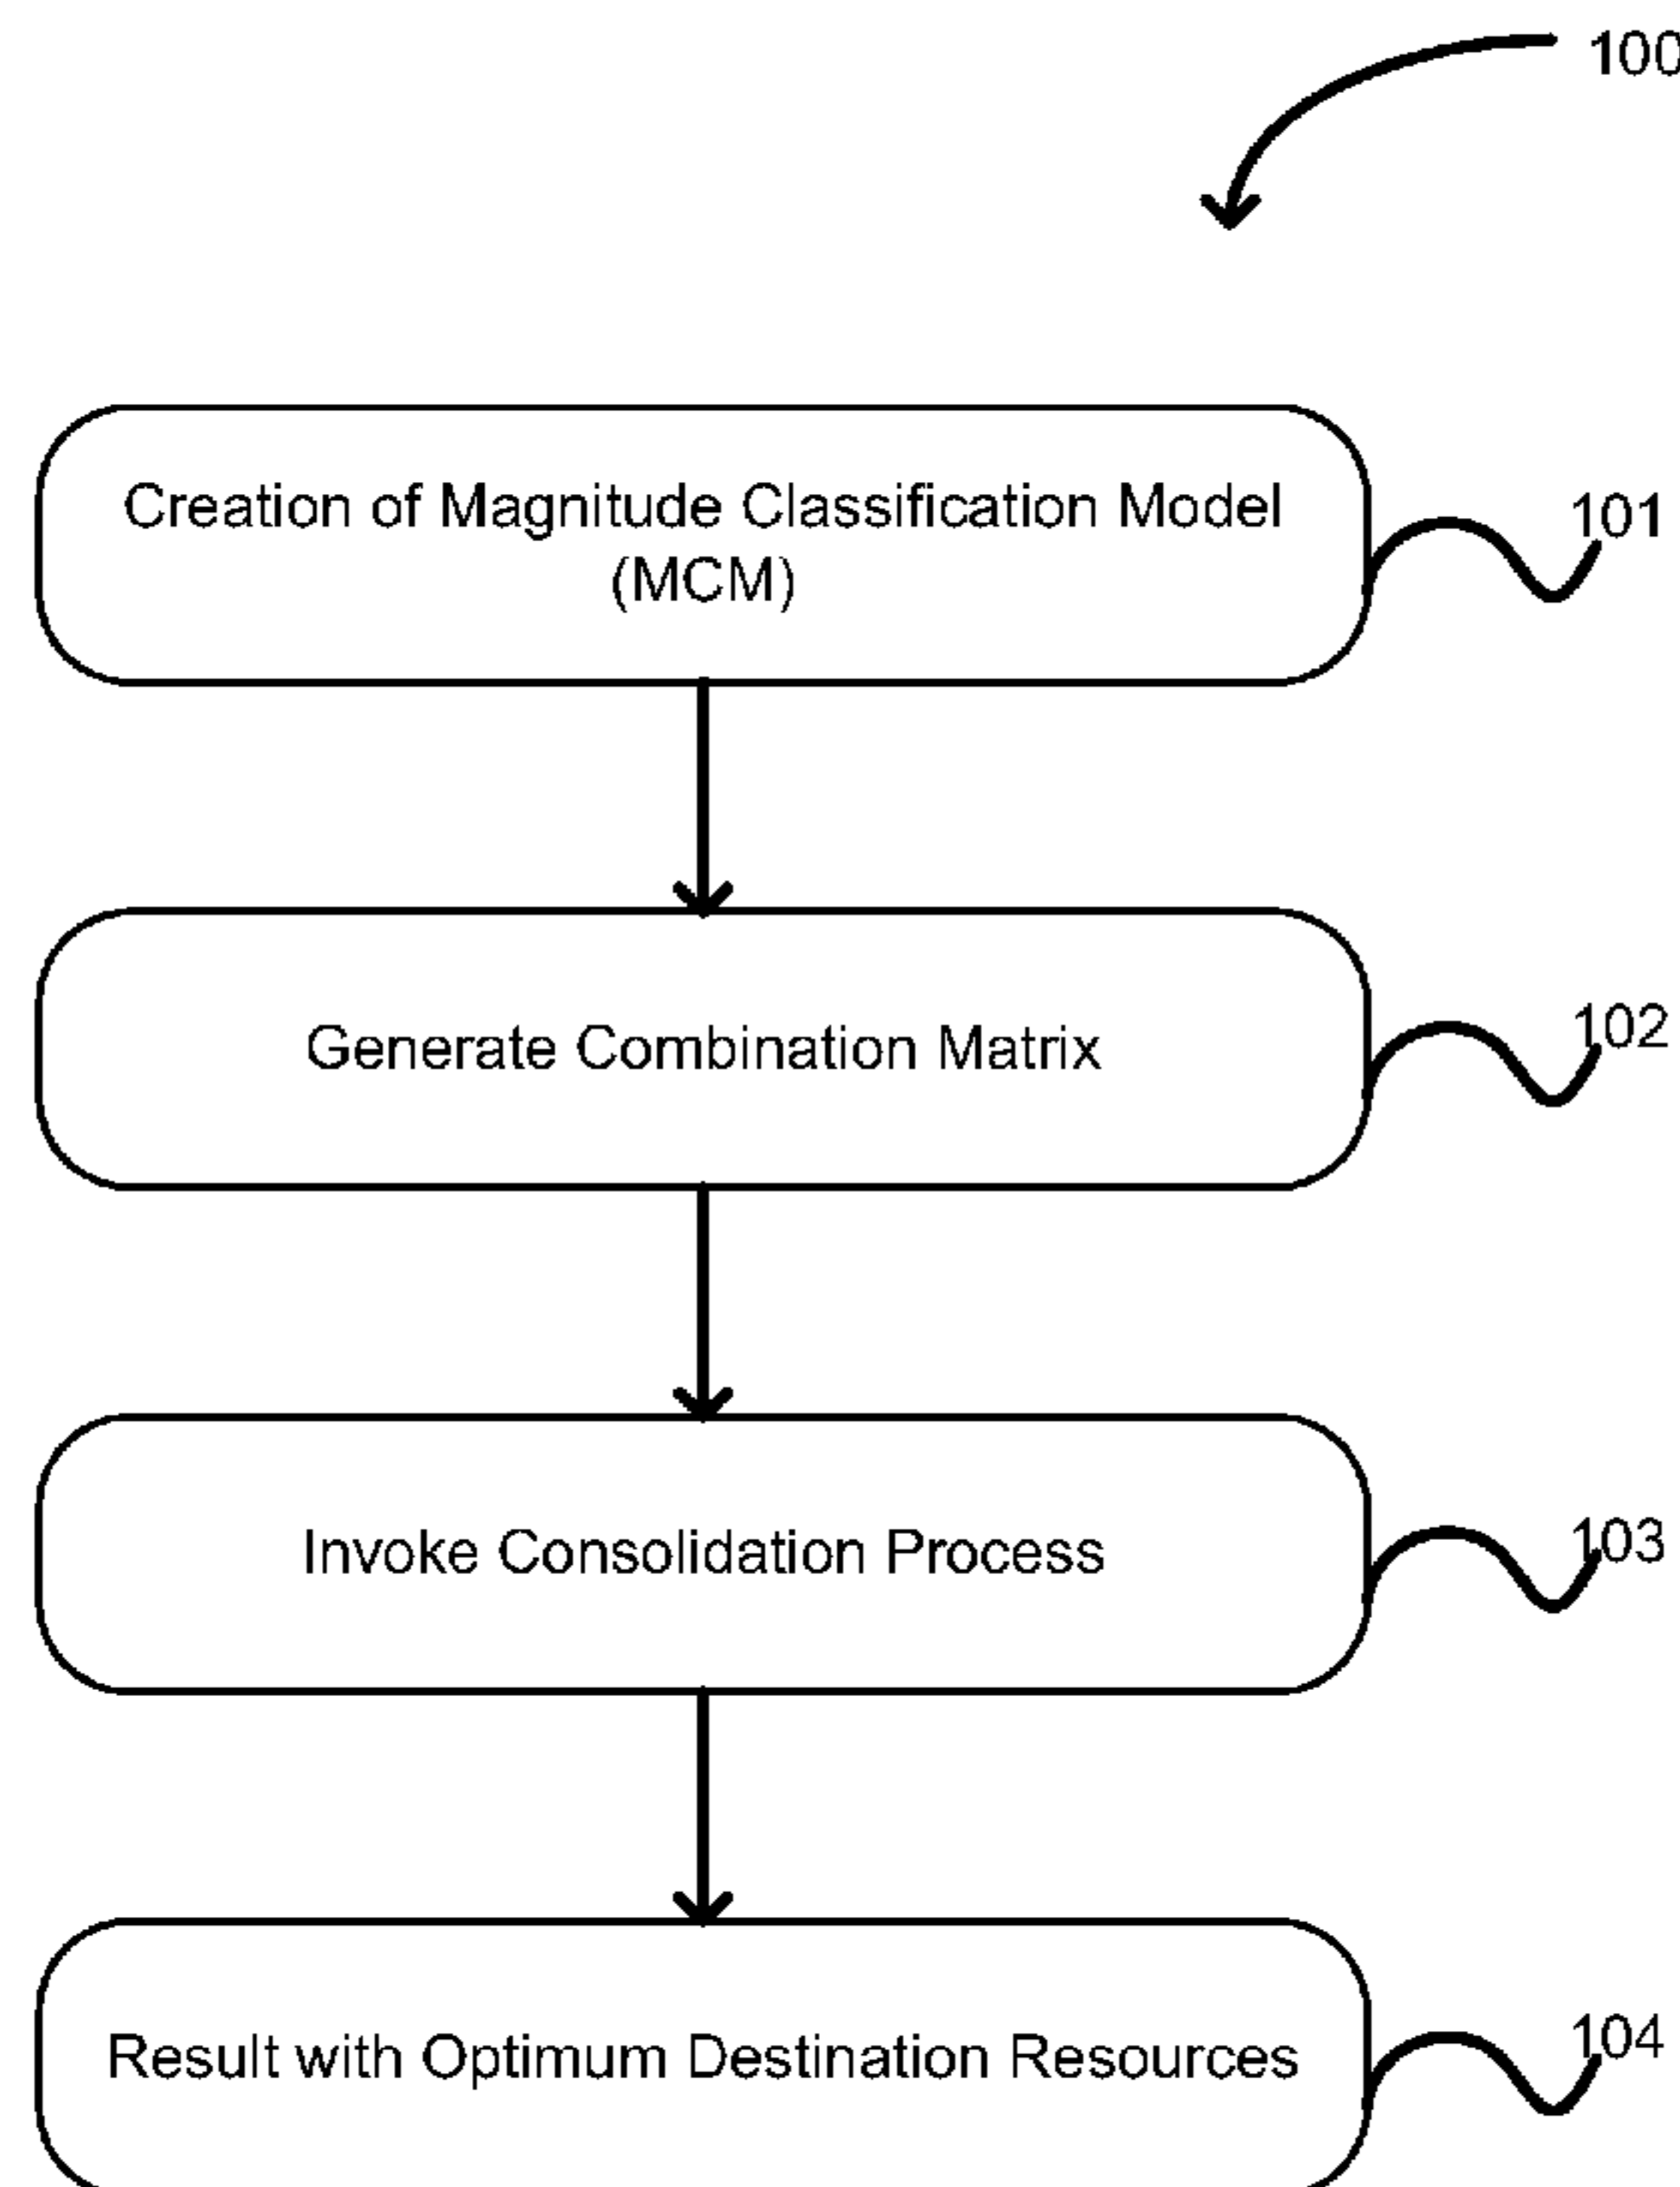 100
Creation of Magnitude Classification Model
(MCM)
101
Generate Combination Matrix
102
Invoke Consolidation Process
103
Result with Optimum Destination Resources
104